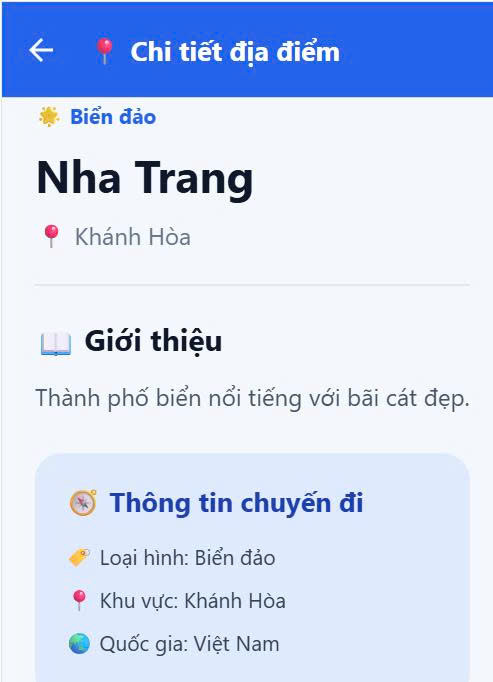 Chi tiết địa điểm
Biển đảo
Nha Trang
Khánh Hòa
Giới thiệu
Thành phố biển nổi tiếng với bãi cát đẹp.
Thông tin chuyến đi
Loại hình: Biển đảo
Khu vực: Khánh Hòa
Quốc gia: Việt Nam